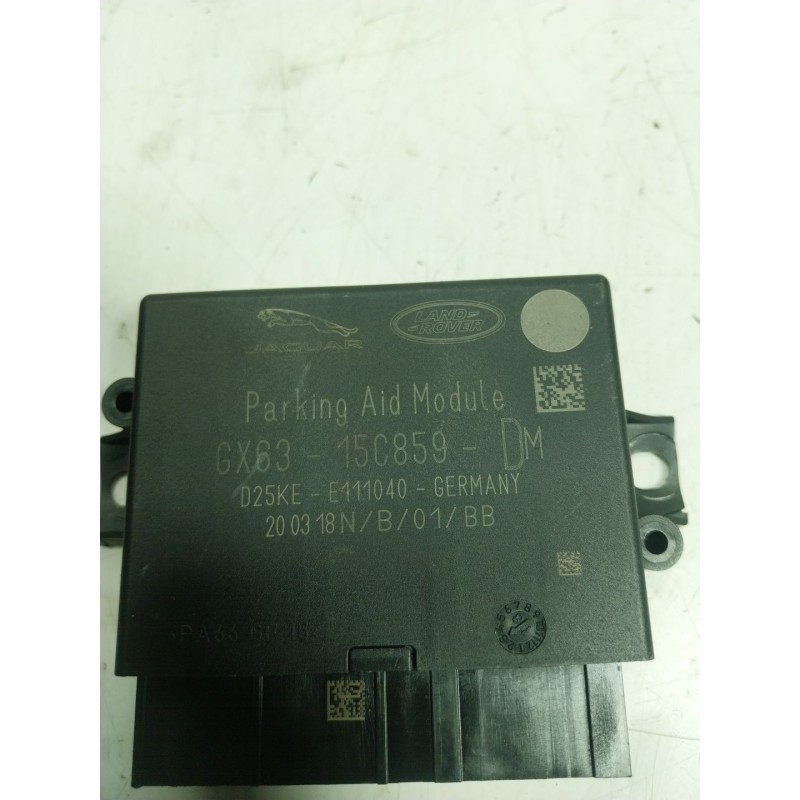 JAGUAR
LAND
ROVER
Parking Aid Module
GX63 - 15C859 - DM
D25KE - E111040 - GERMANY
20 03 18 N/B/01/BB